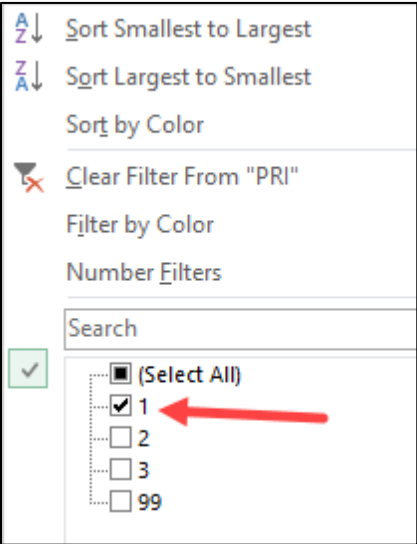 Sort Smallest to Largest
Sort Largest to Smallest
Sort by Color
Clear Filter From "PRI"
Filter by Color
Number Filters
Search
(Select All)
1
2
3
99